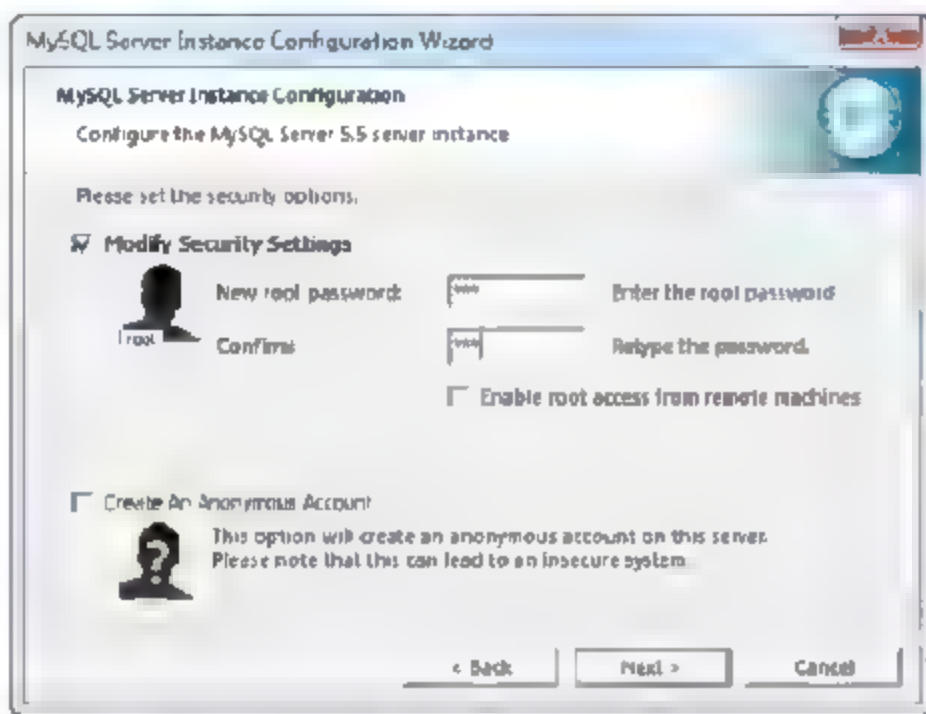 MySQL Server Instance Configuration Wizard
MySQL Server Instance Configuration
Configure the MySQL Server 5.5 server instance
Please set the security options.
Modify Security Settings
New root password: *** Enter the root password
root
Confirm: *** Retype the password.
Enable root access from remote machines
Create An Anonymous Account
This option will create an anonymous account on this server.
Please note that this can lead to an insecure system.
< Back Next > Cancel